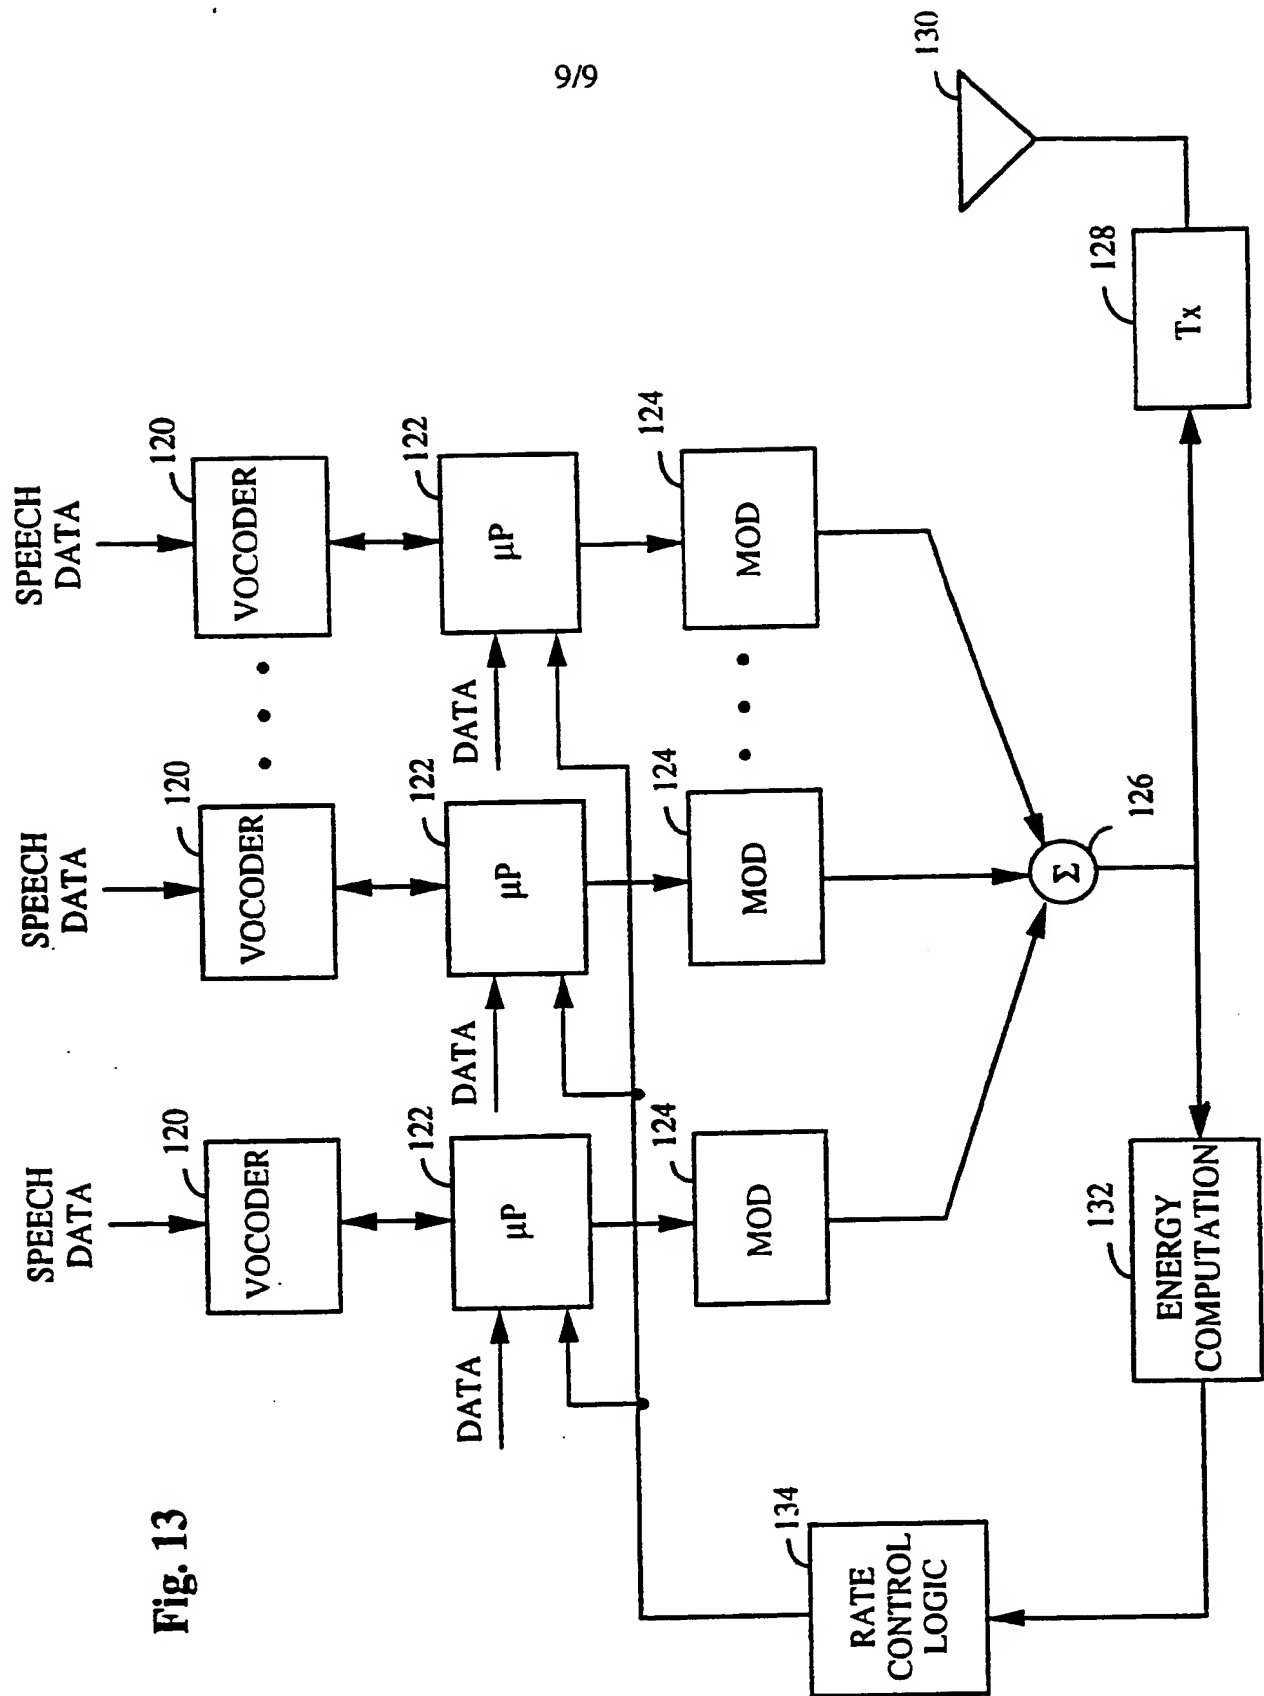 9/9
SPEECH
DATA
SPEECH
DATA
SPEECH
DATA
120
120
120
VOCODER
VOCODER
VOCODER
122
122
122
µP
µP
µP
DATA
DATA
DATA
124
124
124
MOD
MOD
MOD
Σ
126
134
RATE
CONTROL
LOGIC
132
ENERGY
COMPUTATION
128
Tx
130
Fig. 13